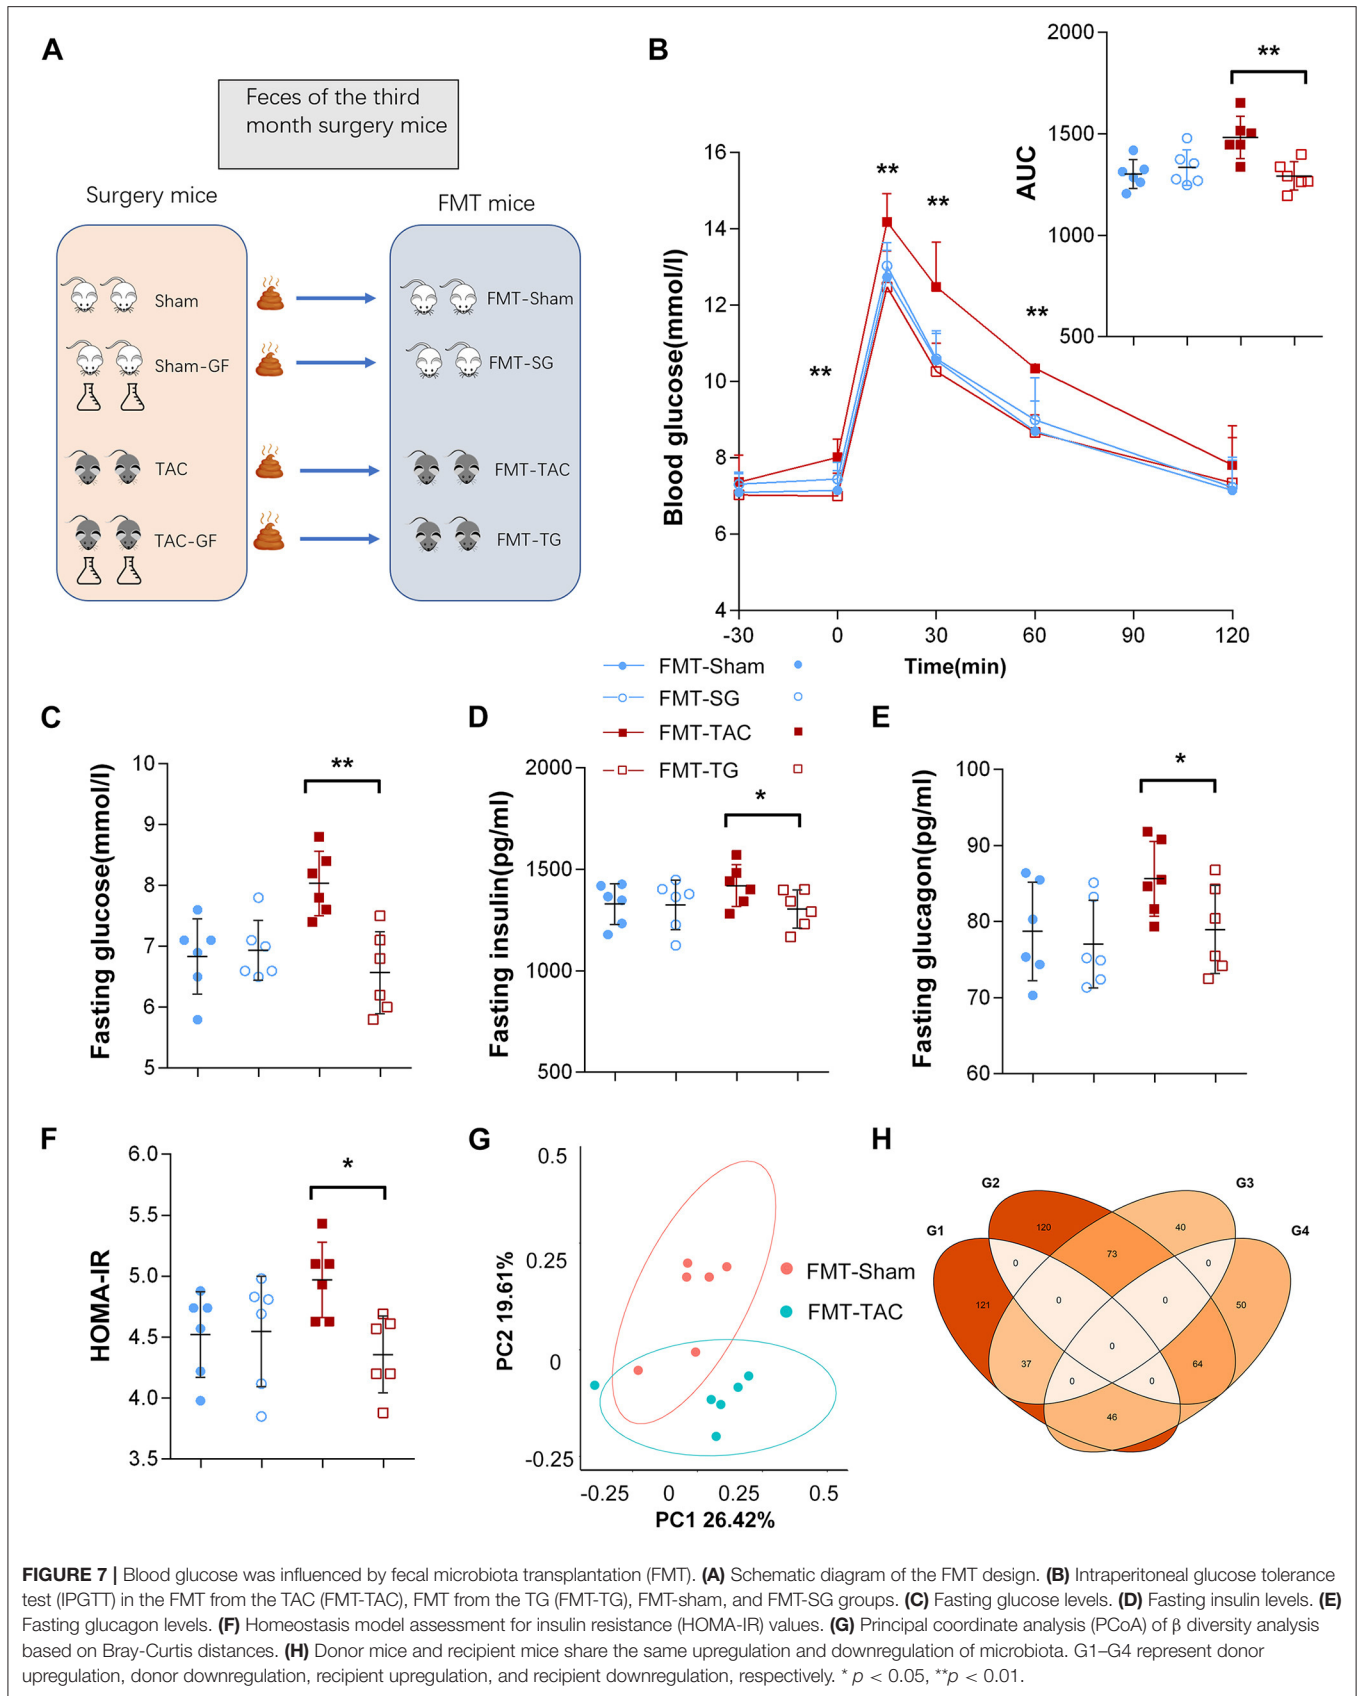 A
Feces of the third
month surgery mice
Surgery mice
FMT mice
Sham
FMT-Sham
Sham-GF
FMT-SG
TAC
FMT-TAC
TAC-GF
FMT-TG
B
Blood glucose(mmol/l)
16
14
12
10
8
6
4
-30
0
30
60
90
120
Time(min)
**
**
**
**
AUC
2000
1500
1000
500
**
FMT-Sham
FMT-SG
FMT-TAC
FMT-TG
C
Fasting glucose(mmol/l)
10
9
8
7
6
5
**
D
Fasting insulin(pg/ml)
2000
1500
1000
500
*
E
Fasting glucagon(pg/ml)
100
90
80
70
60
*
F
HOMA-IR
6.0
5.5
5.0
4.5
4.0
3.5
*
G
PC2 19.61%
0.5
0.25
0
-0.25
-0.25
0
0.25
0.5
PC1 26.42%
FMT-Sham
FMT-TAC
H
G1
G2
G3
G4
120
40
0
73
0
121
0
0
50
0
37
64
0
0
46
FIGURE 7 | Blood glucose was influenced by fecal microbiota transplantation (FMT). (A) Schematic diagram of the FMT design. (B) Intraperitoneal glucose tolerance
test (IPGTT) in the FMT from the TAC (FMT-TAC), FMT from the TG (FMT-TG), FMT-sham, and FMT-SG groups. (C) Fasting glucose levels. (D) Fasting insulin levels. (E)
Fasting glucagon levels. (F) Homeostasis model assessment for insulin resistance (HOMA-IR) values. (G) Principal coordinate analysis (PCoA) of β diversity analysis
based on Bray-Curtis distances. (H) Donor mice and recipient mice share the same upregulation and downregulation of microbiota. G1–G4 represent donor
upregulation, donor downregulation, recipient upregulation, and recipient downregulation, respectively. * p < 0.05, **p < 0.01.